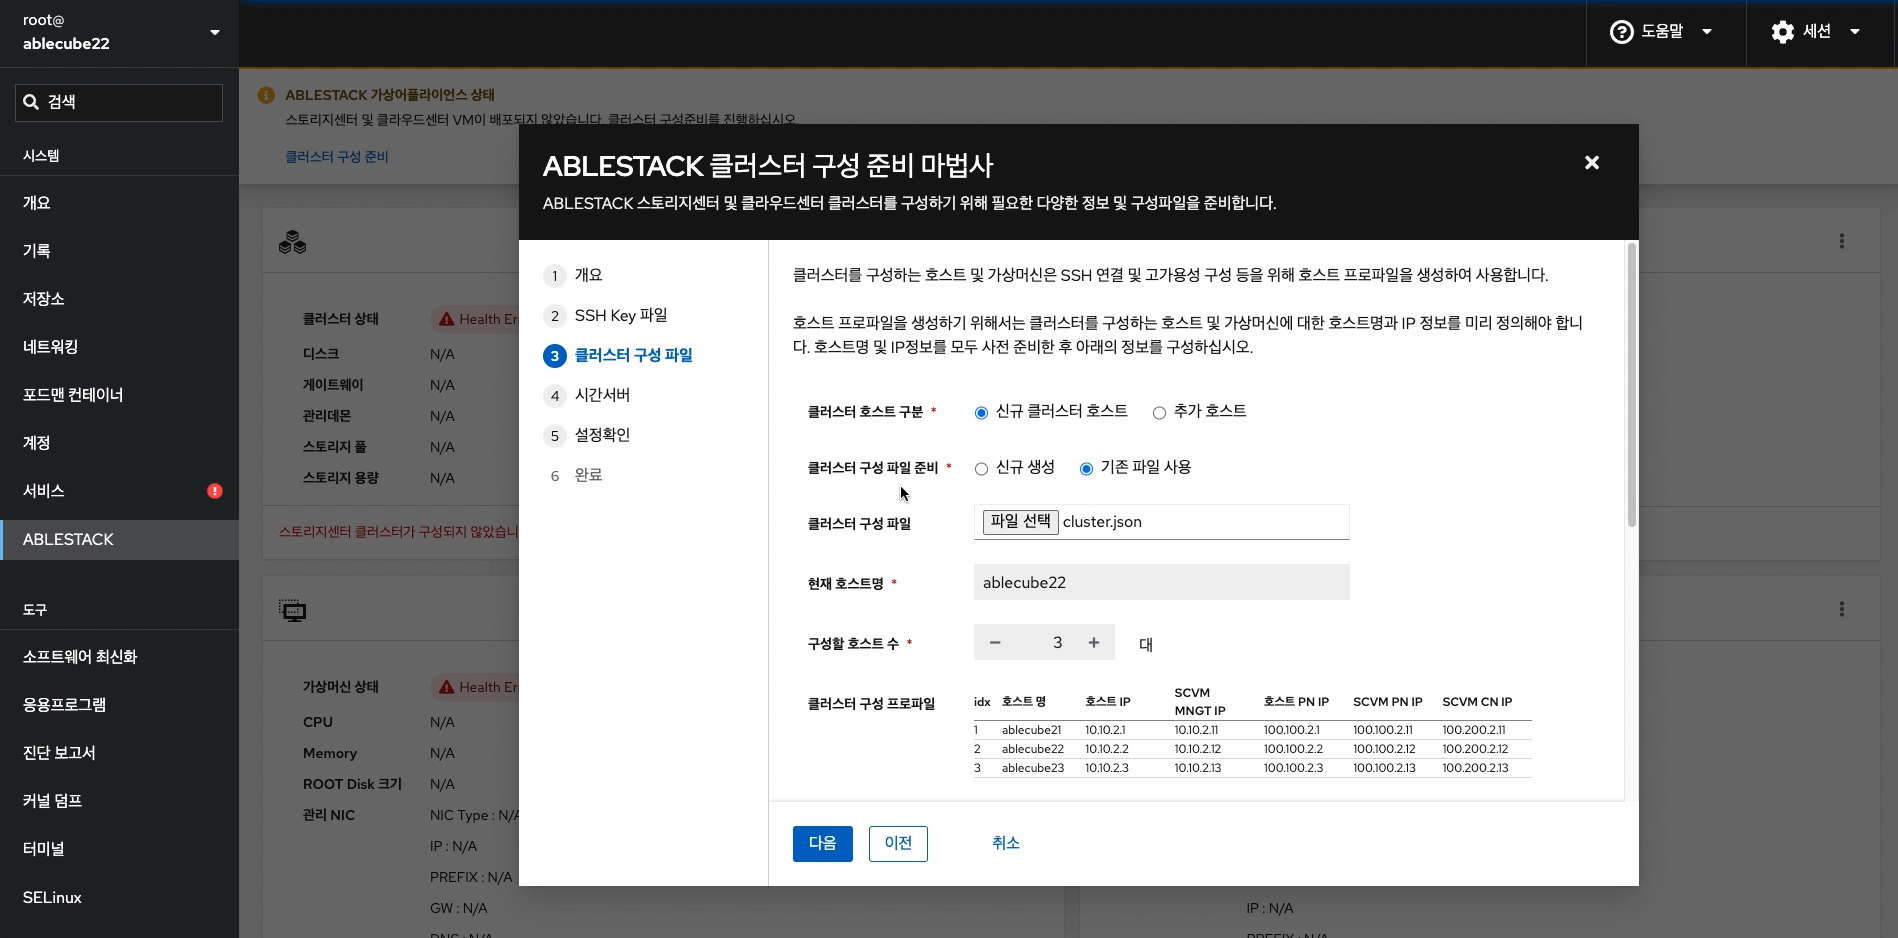 root@
ablecube22
도움말
세션
검색
시스템
개요
기록
저장소
네트워킹
포드맨 컨테이너
계정
서비스
ABLESTACK
도구
소프트웨어 최신화
응용프로그램
진단 보고서
커널 덤프
터미널
SELinux
ABLESTACK 가상어플라이언스 상태
스토리지센터 및 클라우드센터 VM이 배포되지 않았습니다. 클러스터 구성준비를 진행하십시오.
클러스터 구성 준비
클러스터 상태 Health Er
디스크 N/A
게이트웨이 N/A
관리데몬 N/A
스토리지 풀 N/A
스토리지 용량 N/A
스토리지센터 클러스터가 구성되지 않았습니
가상머신 상태 Health Er
CPU N/A
Memory N/A
ROOT Disk 크기 N/A
관리 NIC NIC Type : N/A
IP : N/A
PREFIX : N/A
GW : N/A
DNS : N/A
IP : N/A
PREFIX : N/A
ABLESTACK 클러스터 구성 준비 마법사
ABLESTACK 스토리지센터 및 클라우드센터 클러스터를 구성하기 위해 필요한 다양한 정보 및 구성파일을 준비합니다.
1 개요
2 SSH Key 파일
3 클러스터 구성 파일
4 시간서버
5 설정확인
6 완료
클러스터를 구성하는 호스트 및 가상머신은 SSH 연결 및 고가용성 구성 등을 위해 호스트 프로파일을 생성하여 사용합니다.
호스트 프로파일을 생성하기 위해서는 클러스터를 구성하는 호스트 및 가상머신에 대한 호스트명과 IP 정보를 미리 정의해야 합니
다. 호스트명 및 IP정보를 모두 사전 준비한 후 아래의 정보를 구성하십시오.
클러스터 호스트 구분 * 신규 클러스터 호스트 추가 호스트
클러스터 구성 파일 준비 * 신규 생성 기존 파일 사용
클러스터 구성 파일 파일 선택 cluster.json
현재 호스트명 * ablecube22
구성할 호스트 수 * − 3 + 대
클러스터 구성 프로파일
idx 호스트 명 호스트 IP SCVM MNGT IP 호스트 PN IP SCVM PN IP SCVM CN IP
1 ablecube21 10.10.2.1 10.10.2.11 100.100.2.1 100.100.2.11 100.200.2.11
2 ablecube22 10.10.2.2 10.10.2.12 100.100.2.2 100.100.2.12 100.200.2.12
3 ablecube23 10.10.2.3 10.10.2.13 100.100.2.3 100.100.2.13 100.200.2.13
다음 이전 취소